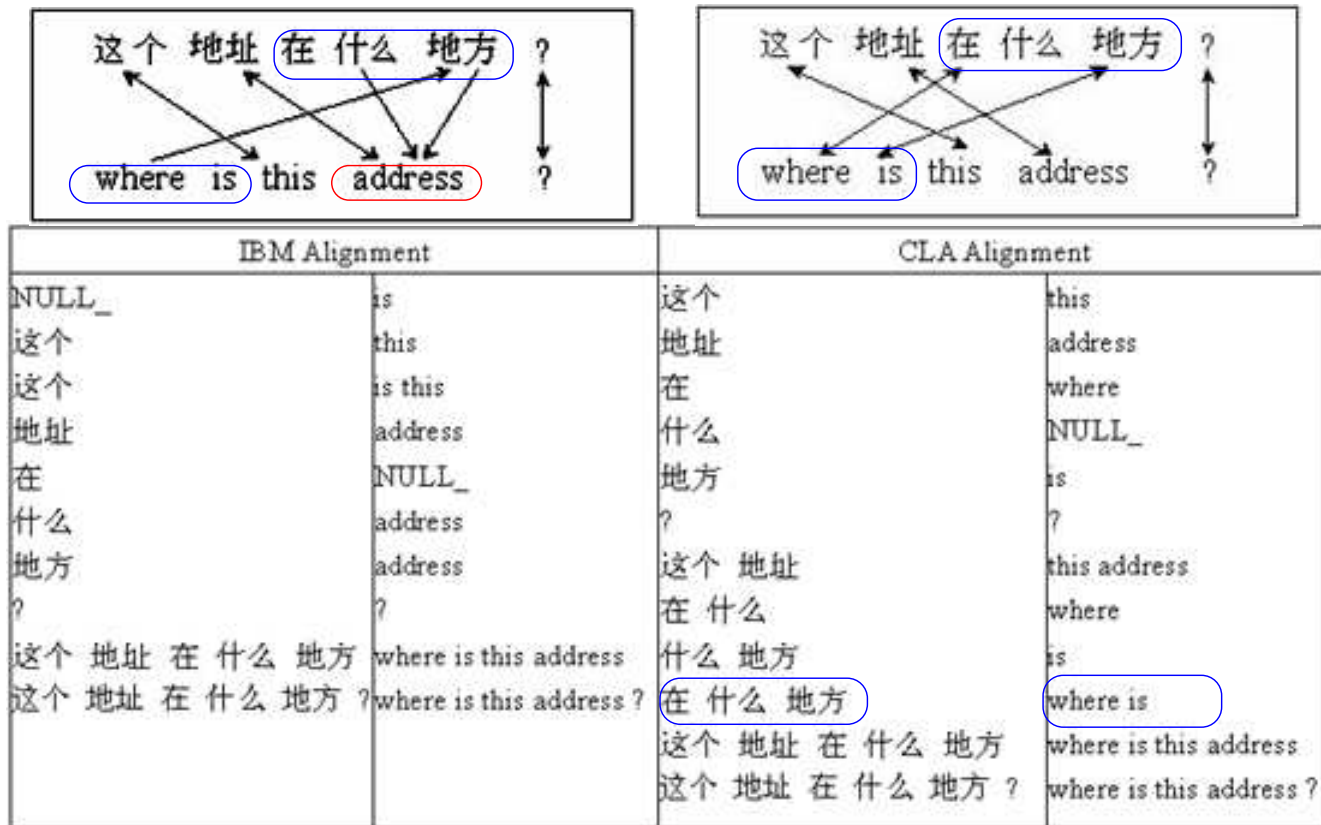 这个 地址 在 什么 地方 ?
where is this address ?
这个 地址 在 什么 地方 ?
where is this address ?
IBM Alignment CLA Alignment
NULL_ is 这个 this
这个 this 地址 address
这个 is this 在 where
地址 address 什么 NULL_
在 NULL_ 地方 is
什么 address ? ?
地方 address 这个 地址 this address
? ? 在 什么 where
这个 地址 在 什么 地方 where is this address 什么 地方 is
这个 地址 在 什么 地方 ? where is this address ? 在 什么 地方 where is
这个 地址 在 什么 地方 where is this address
这个 地址 在 什么 地方 ? where is this address ?